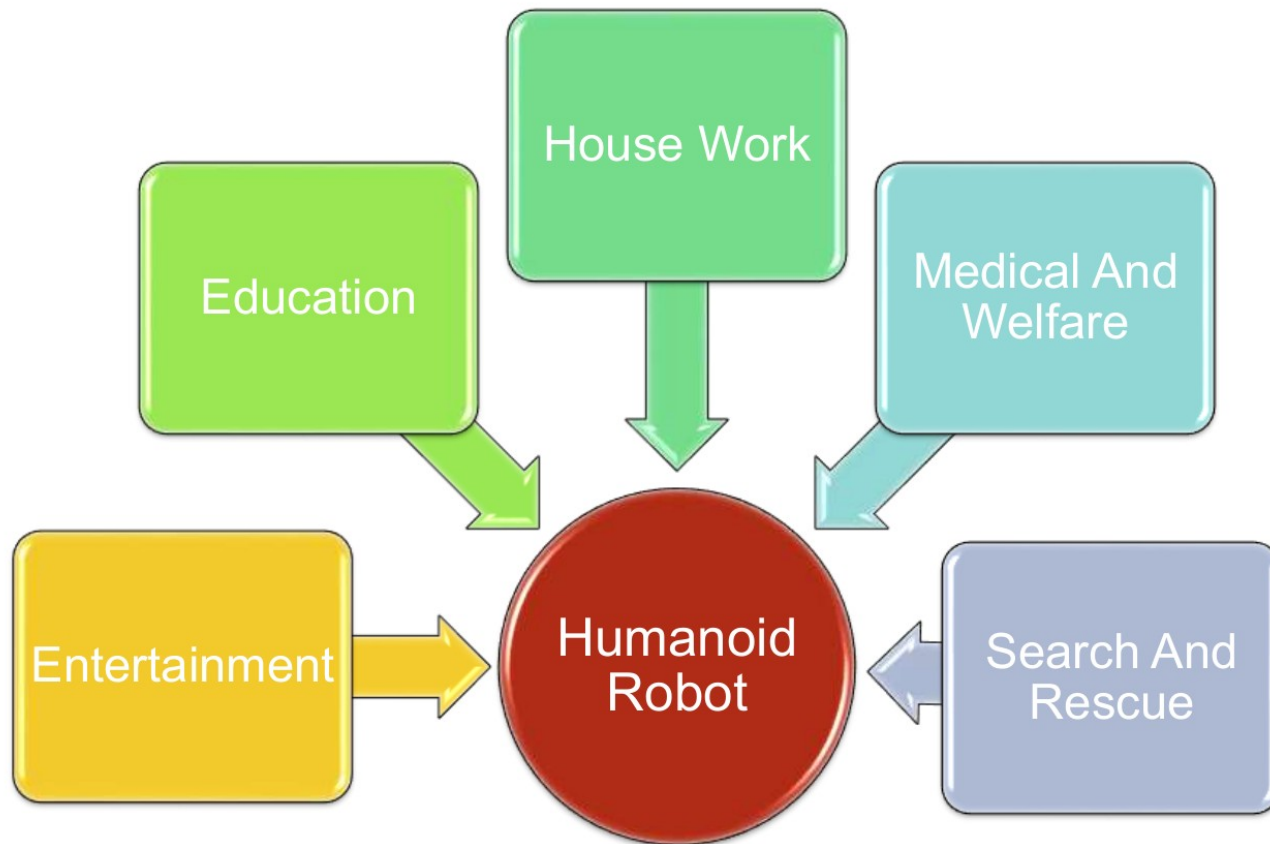 House Work
Education
Medical And
Welfare
Entertainment
Humanoid
Robot
Search And
Rescue